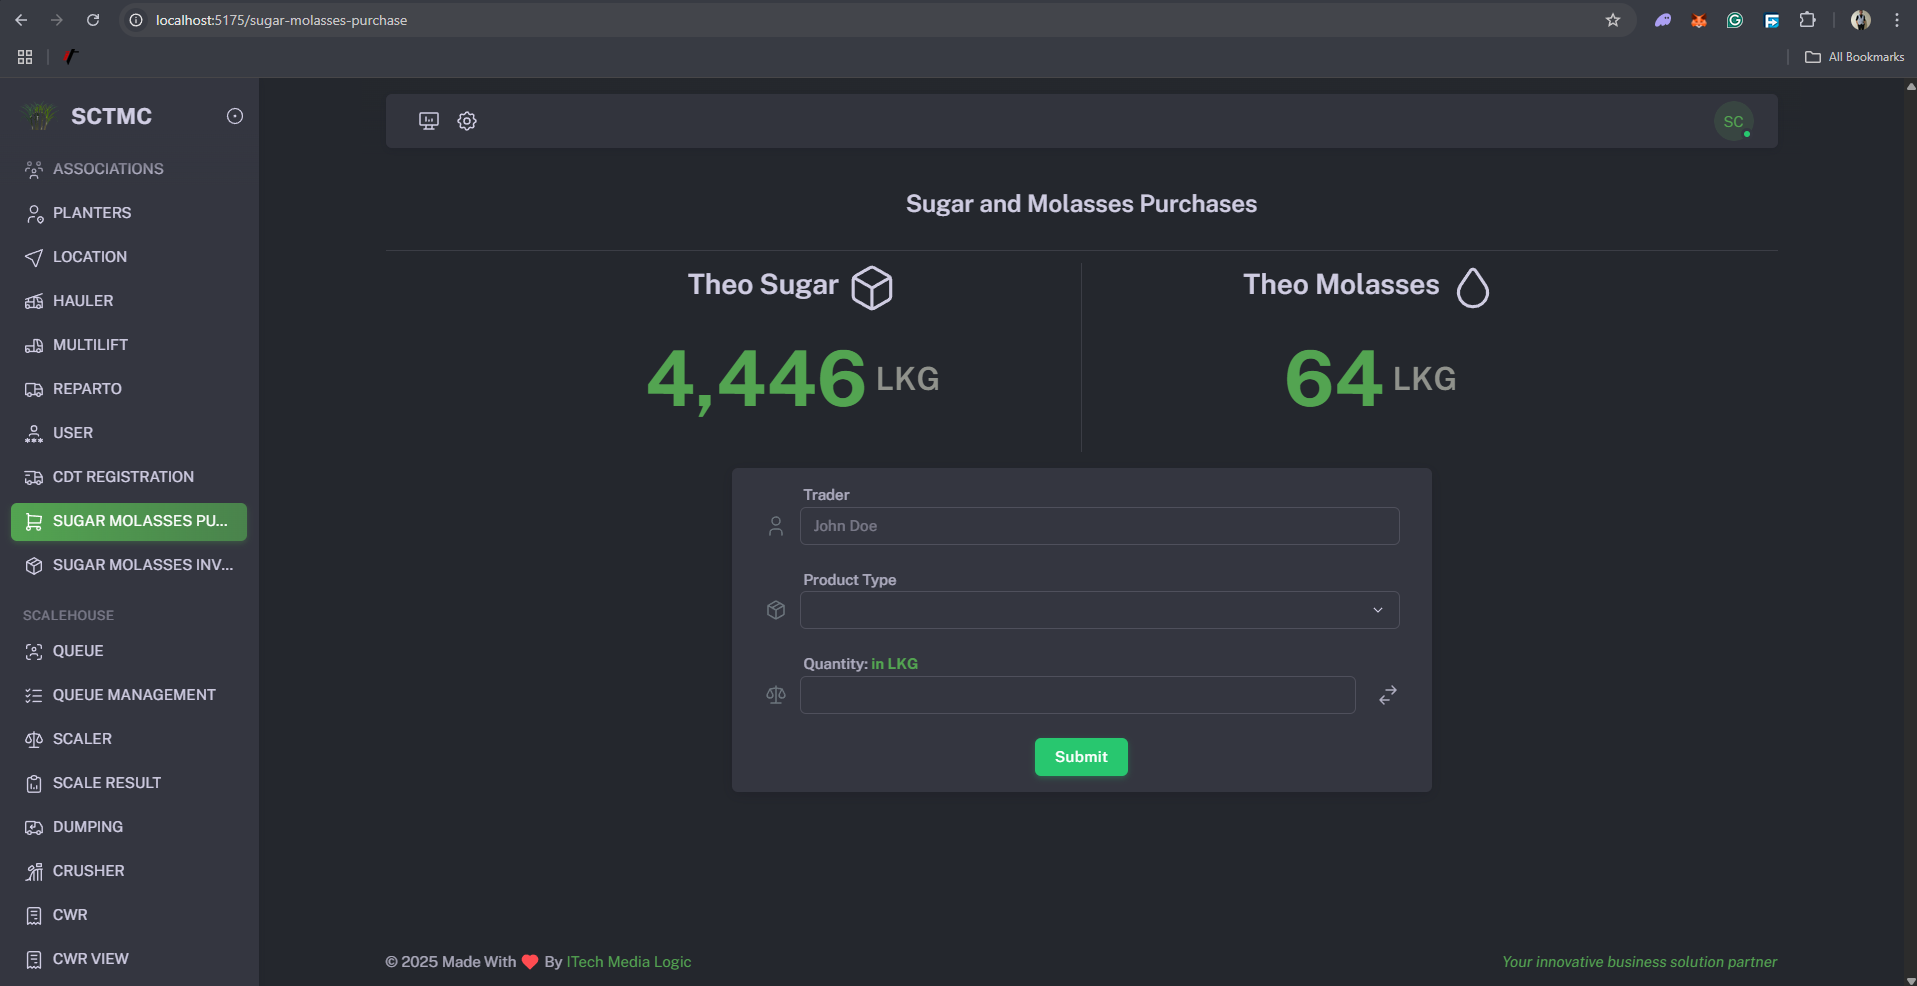 localhost:5175/sugar-molasses-purchase
All Bookmarks
SCTMC
ASSOCIATIONS
PLANTERS
LOCATION
HAULER
MULTILIFT
REPARTO
USER
CDT REGISTRATION
SUGAR MOLASSES PU...
SUGAR MOLASSES INV...
SCALEHOUSE
QUEUE
QUEUE MANAGEMENT
SCALER
SCALE RESULT
DUMPING
CRUSHER
CWR
CWR VIEW
SC
Sugar and Molasses Purchases
Theo Sugar
4,446 LKG
Theo Molasses
64 LKG
Trader
John Doe
Product Type
Quantity: in LKG
Submit
© 2025 Made With ❤ By ITech Media Logic
Your innovative business solution partner